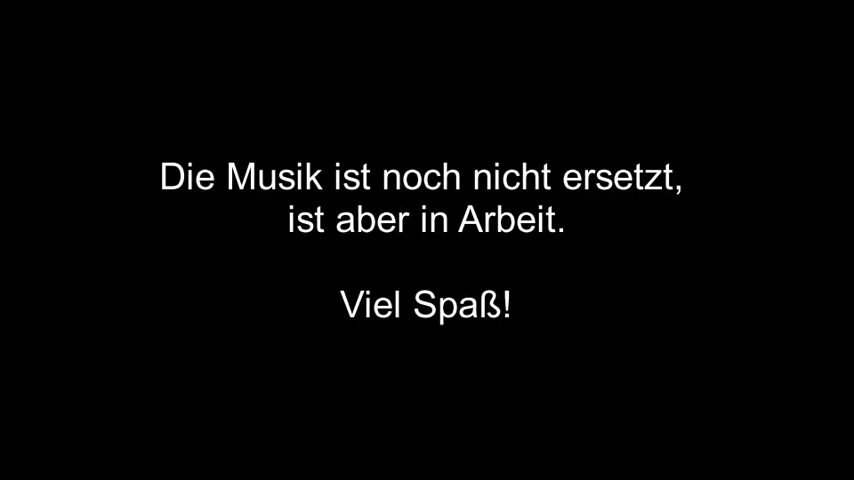 Die Musik ist noch nicht ersetzt,
ist aber in Arbeit.
Viel Spaß!